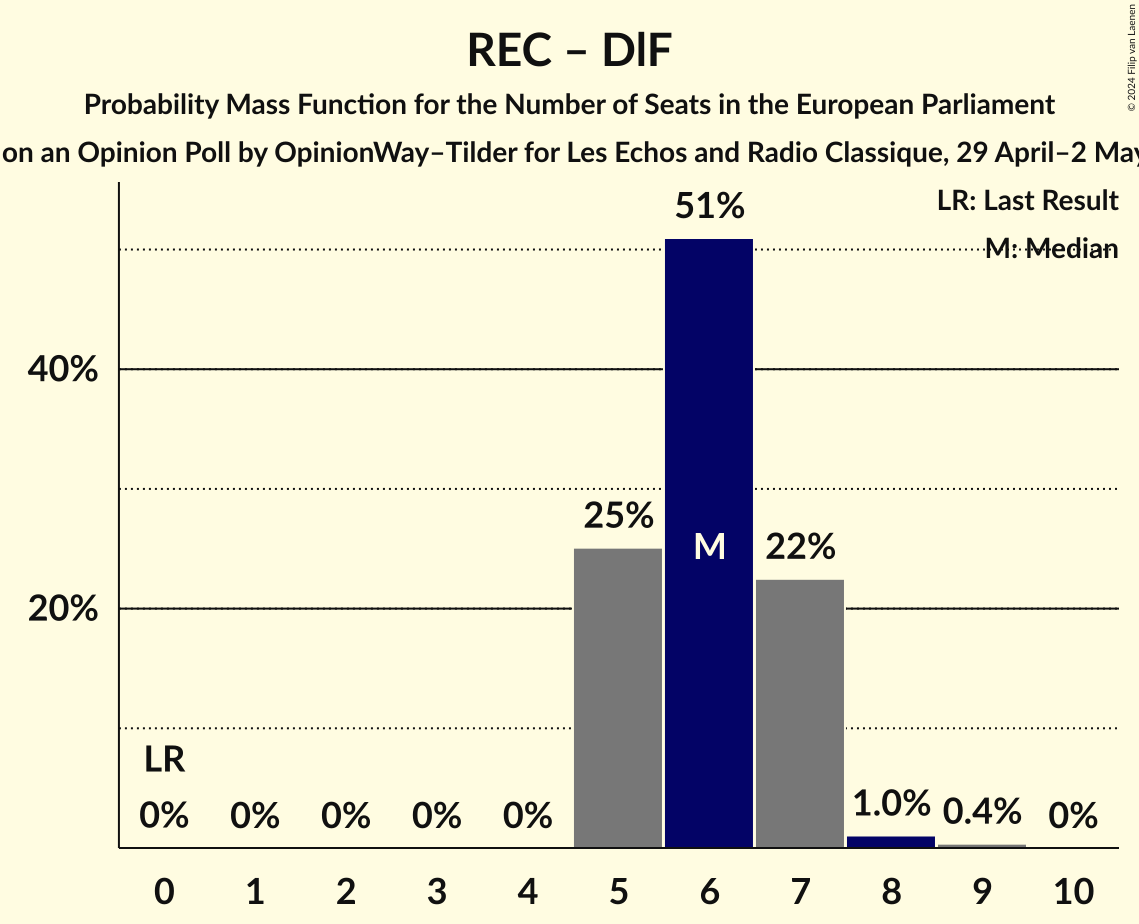 REC – DlF
Probability Mass Function for the Number of Seats in the European Parliament
on an Opinion Poll by OpinionWay–Tilder for Les Echos and Radio Classique, 29 April–2 May
© 2024 Filip van Laenen
LR: Last Result
M: Median
51%
40%
25%
M
22%
20%
LR
0% 0% 0% 0% 0% 1.0% 0.4% 0%
0 1 2 3 4 5 6 7 8 9 10